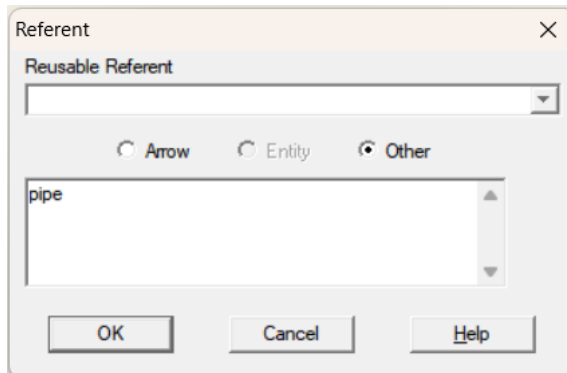 Referent
Reusable Referent
Arrow Entity Other
pipe
OK Cancel Help